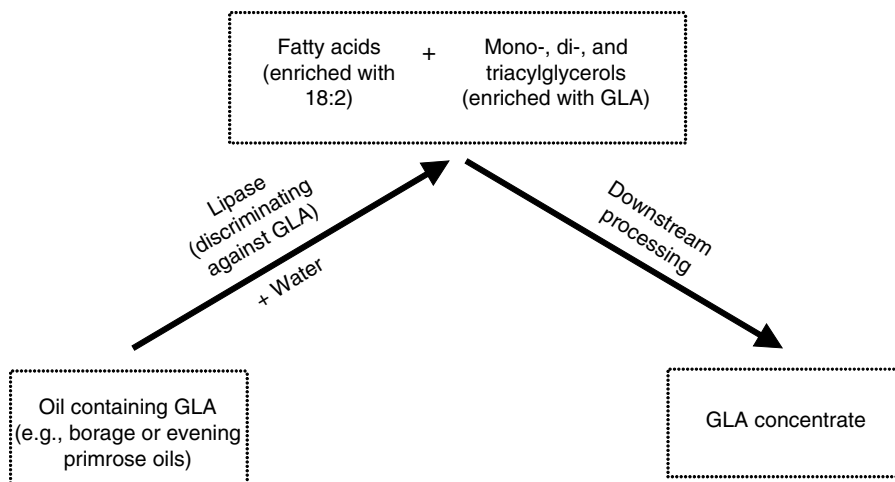 Fatty acids
(enriched with
18:2)
+
Mono-, di-, and
triacylglycerols
(enriched with GLA)
Lipase
(discriminating
against GLA)
+ Water
Downstream
processing
Oil containing GLA
(e.g., borage or evening
primrose oils)
GLA concentrate